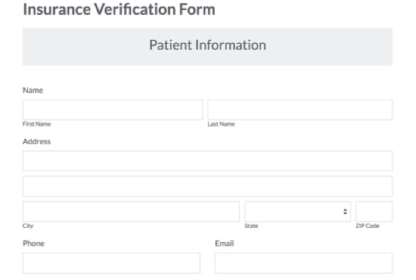 Insurance Verification Form
Patient Information
Name
First Name Last Name
Address
City State ZIP Code
Phone Email